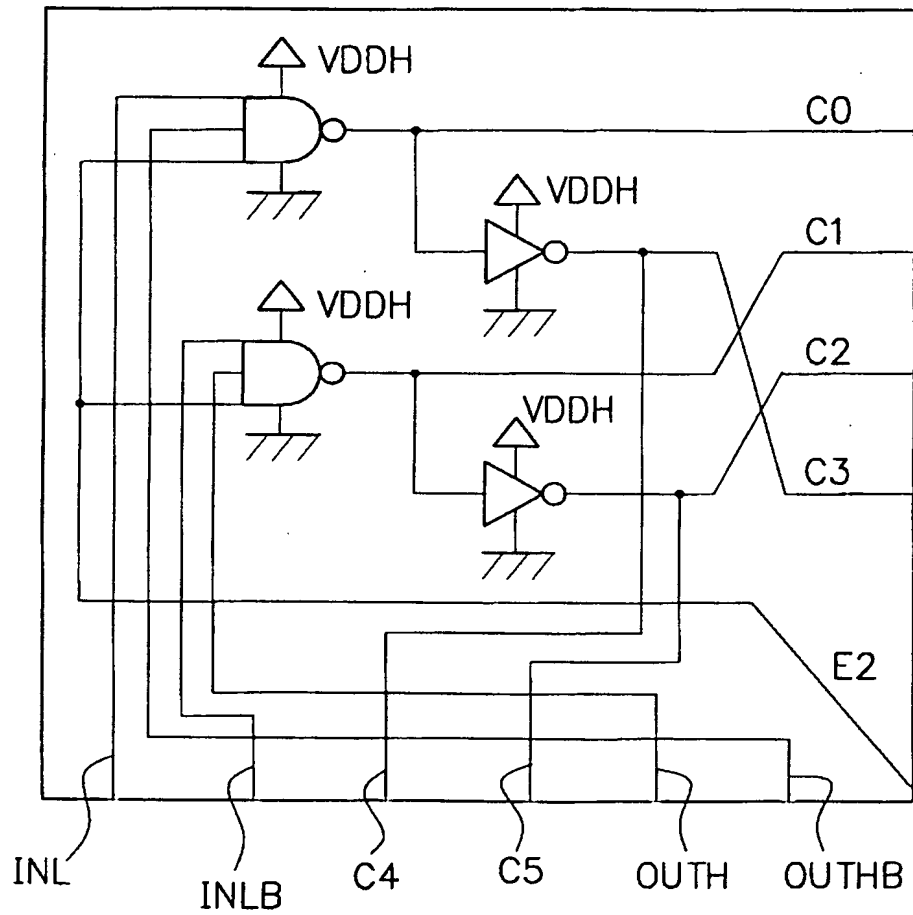 VDDH
C0
VDDH
C1
VDDH
C2
VDDH
C3
E2
INL
INLB
C4
C5
OUTH
OUTHB